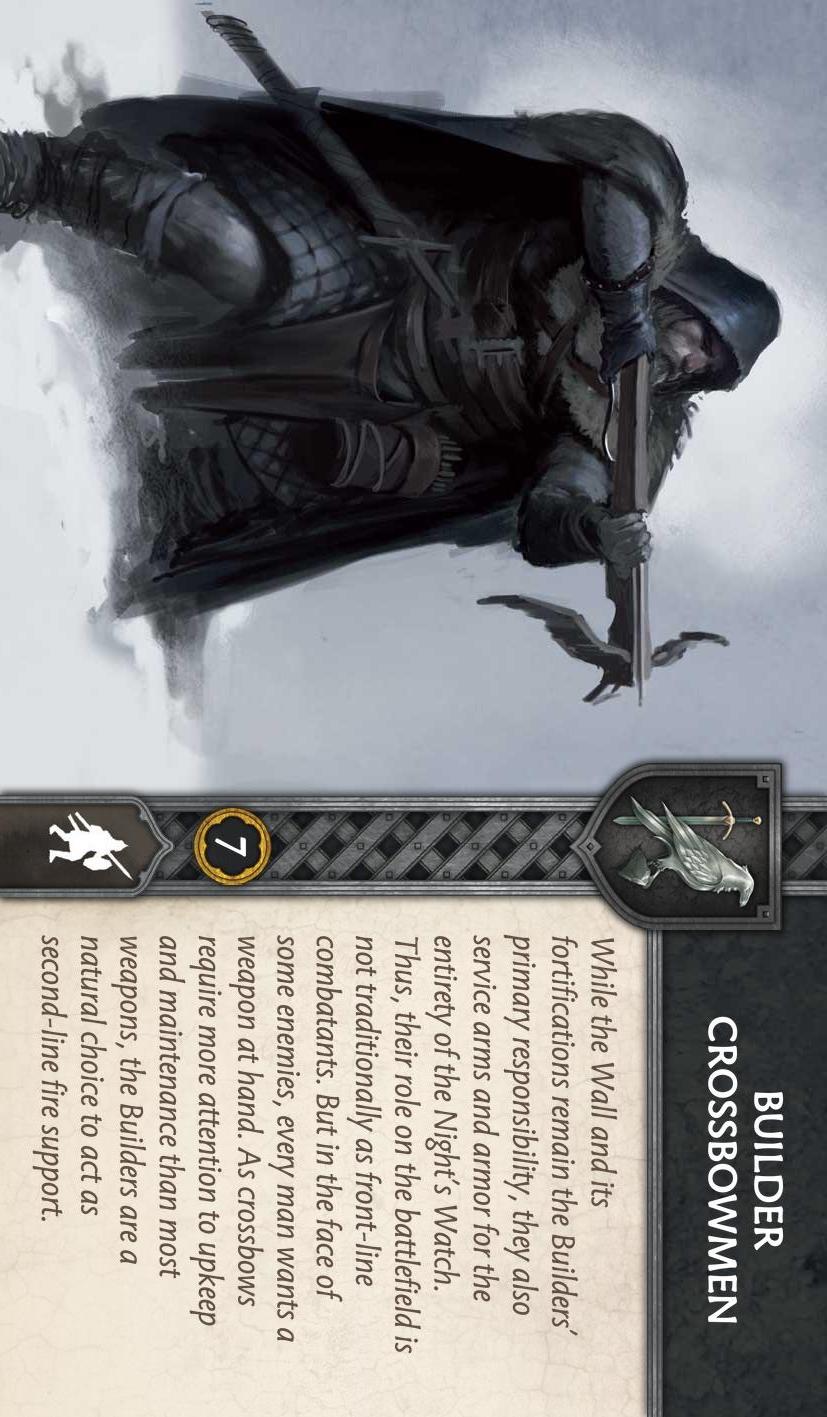 BUILDER
CROSSBOWMEN
While the Wall and its
fortifications remain the Builders'
primary responsibility, they also
service arms and armor for the
entirety of the Night's Watch.
Thus, their role on the battlefield is
not traditionally as front-line
combatants. But in the face of
some enemies, every man wants a
weapon at hand. As crossbows
require more attention to upkeep
and maintenance than most
weapons, the Builders are a
natural choice to act as
second-line fire support.
7